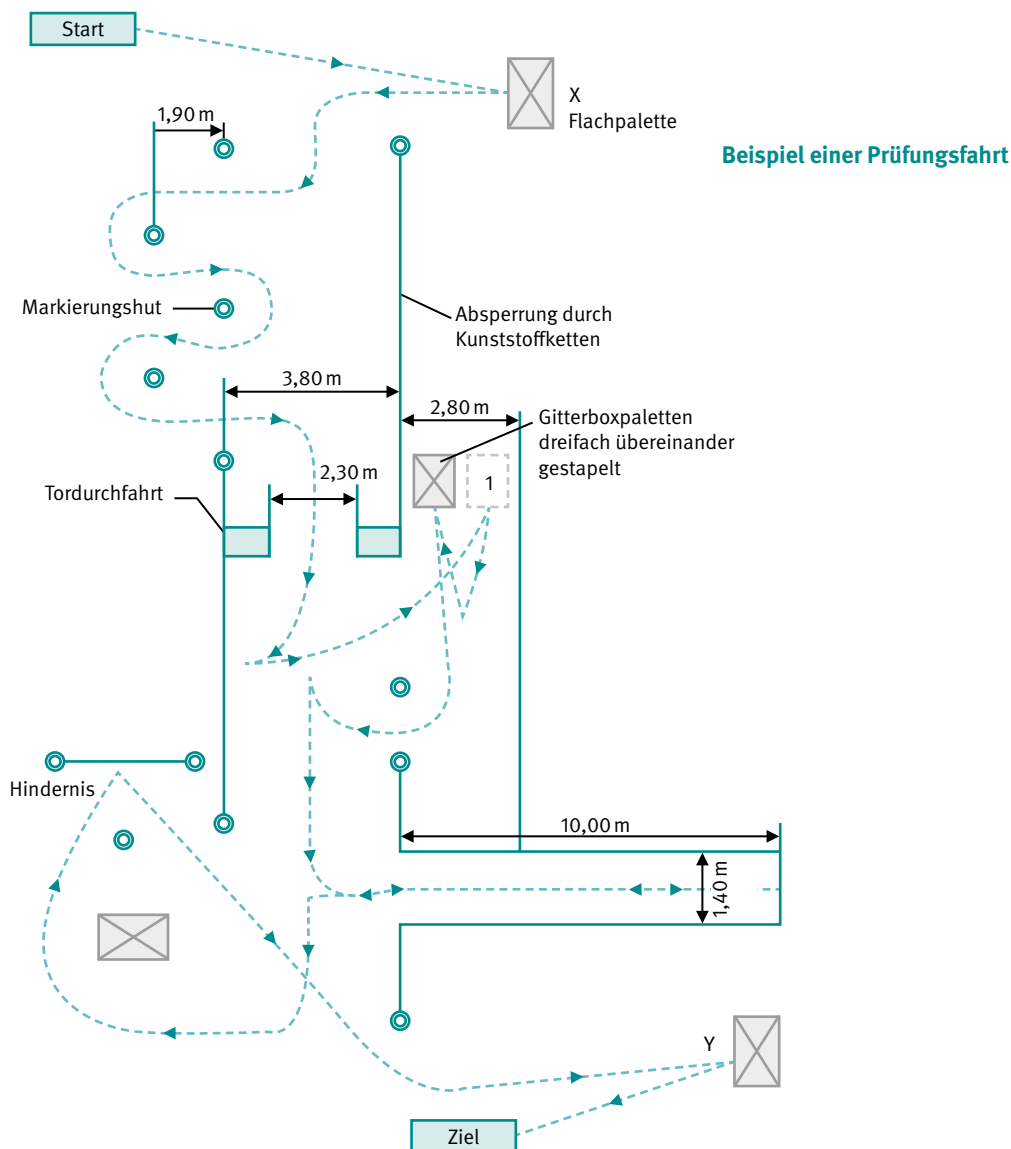 Start
X
Flachpalette
1,90 m
Beispiel einer Prüfungsfahrt
Markierungshut
Absperrung durch
Kunststoffketten
3,80 m
2,80 m
Gitterboxpaletten
dreifach übereinander
gestapelt
2,30 m
1
Tordurchfahrt
Hindernis
10,00 m
1,40 m
Y
Ziel